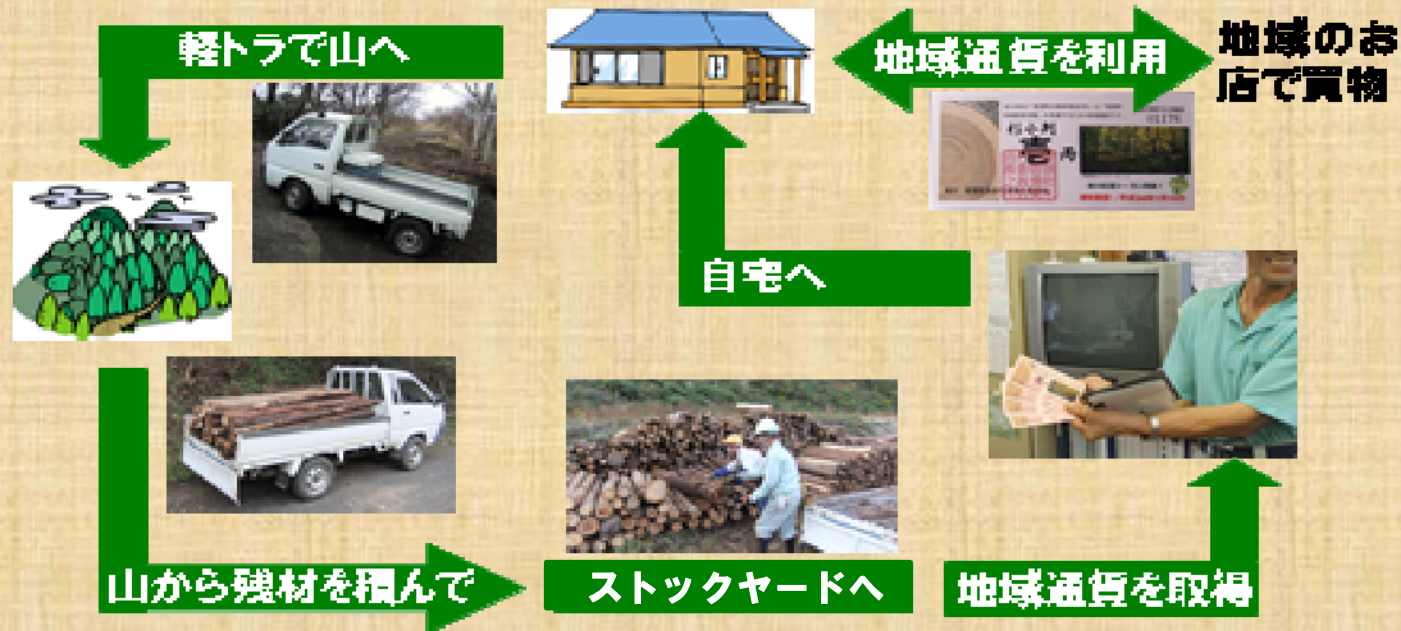 軽トラで山へ
地域通貨を利用
地域のお
店で買物
壱
両
自宅へ
山から残材を積んで
ストックヤードへ
地域通貨を取得